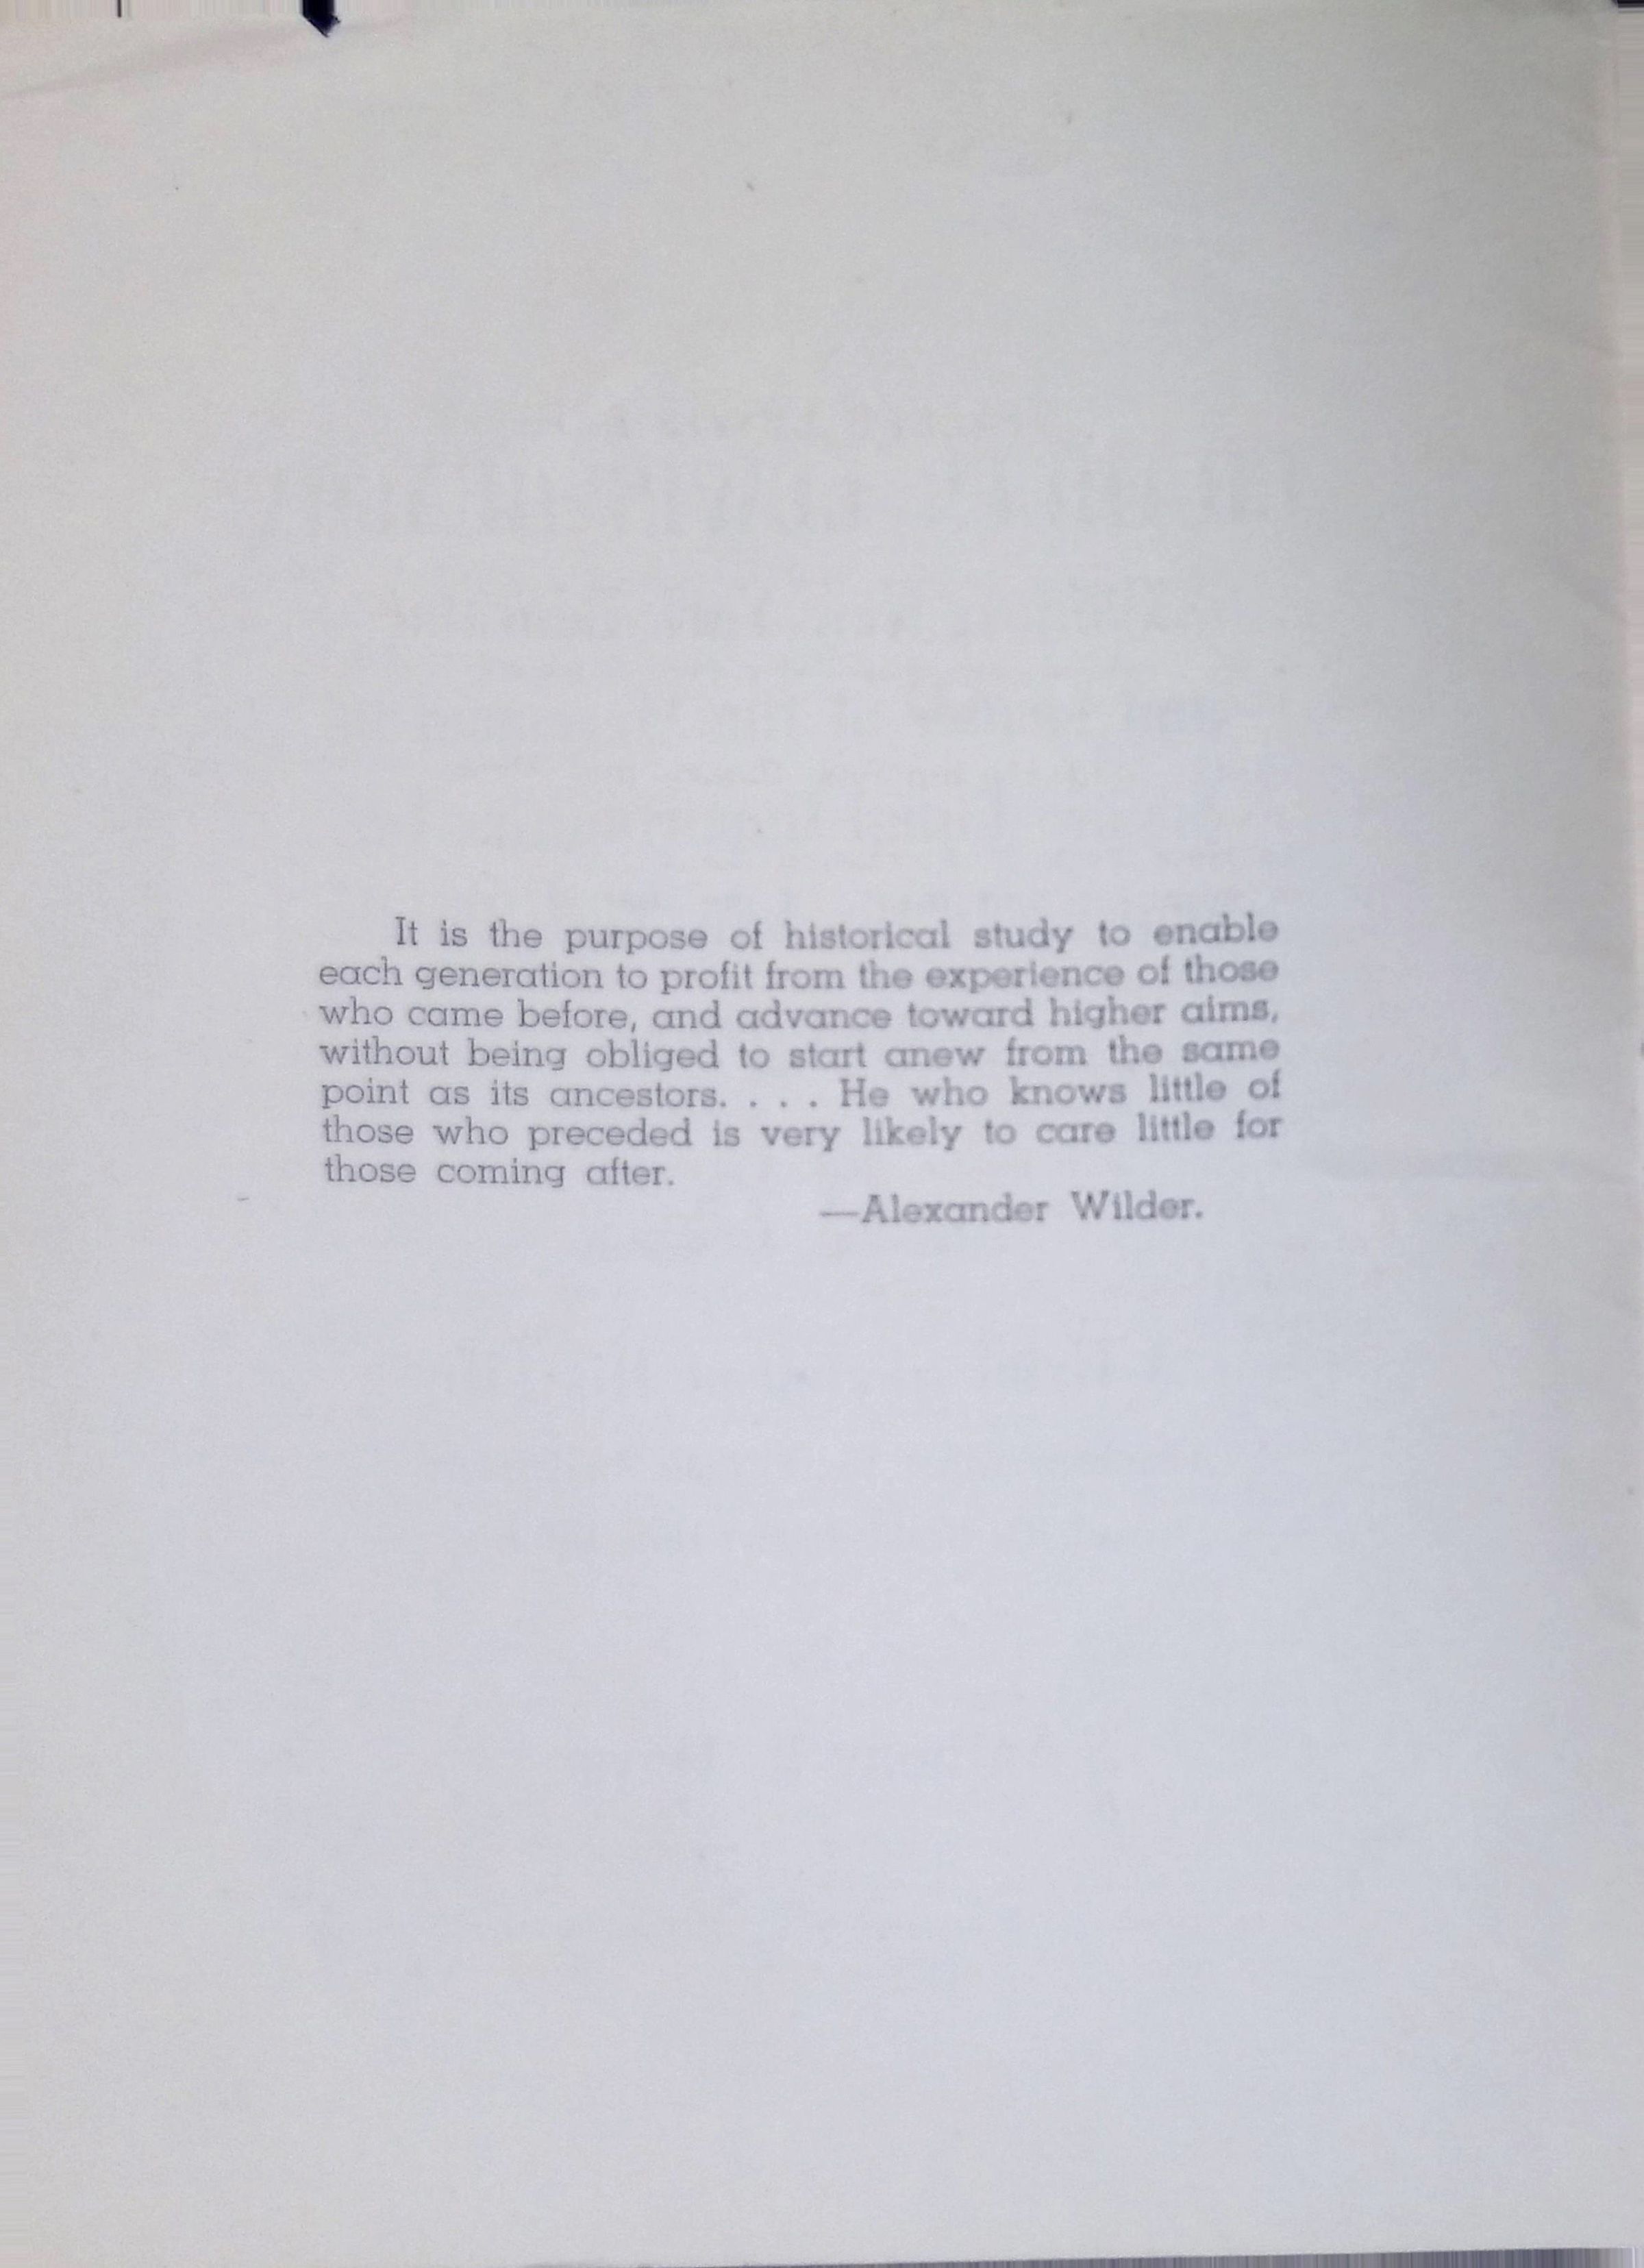 It is the purpose of historical study to enable
each generation to profit from the experience of those
who came before, and advance toward higher aims,
without being obliged to start anew from the same
point as its ancestors. . . . He who knows little of
those who preceded is very likely to care little for
those coming after.
—Alexander Wilder.